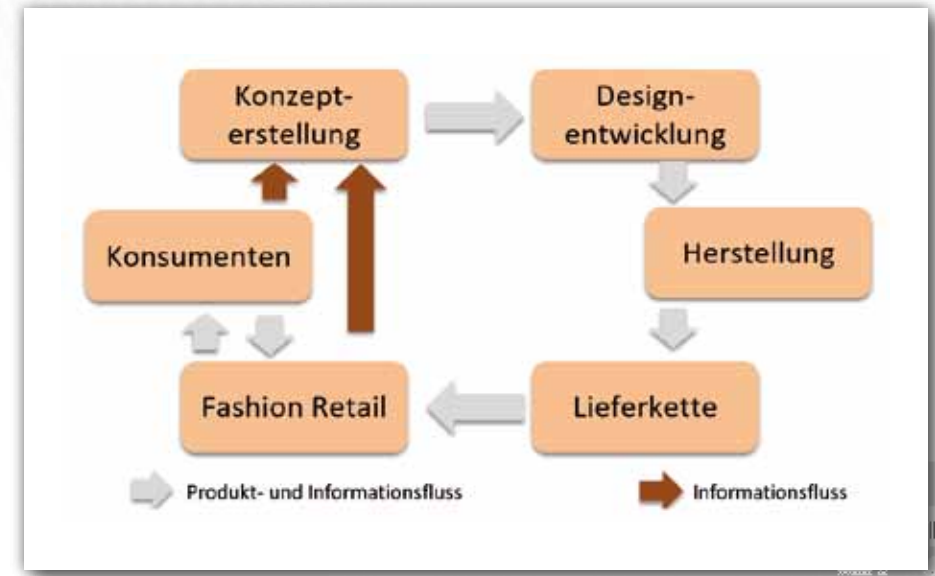 Konzept-
erstellung
Design-
entwicklung
Konsumenten
Herstellung
Fashion Retail
Lieferkette
Produkt- und Informationsfluss
Informationsfluss